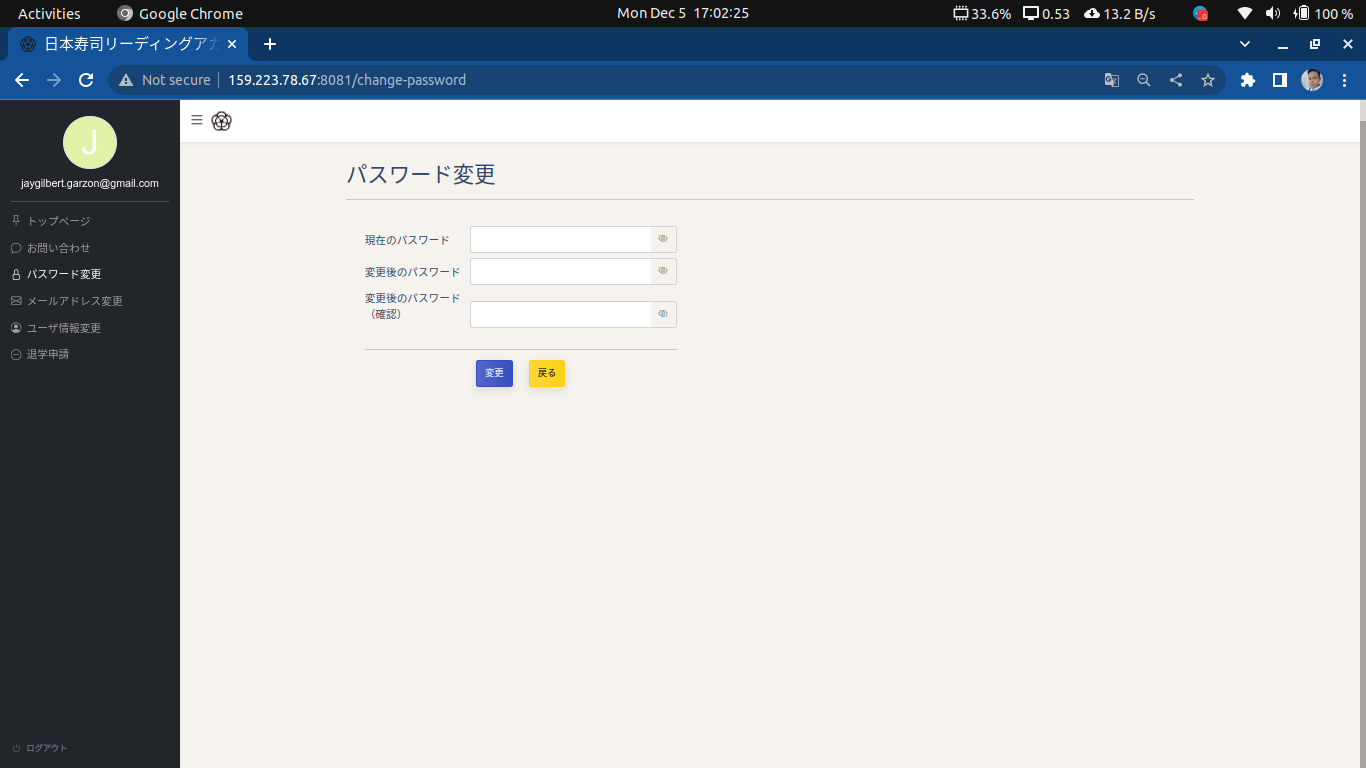 Activities
Google Chrome
Mon Dec 5 17:02:25
33.6%
0.53
13.2 B/s
100 %
日本寿司リーディングアカ
Not secure
159.223.78.67:8081/change-password
J
jaygilbert.garzon@gmail.com
トップページ
お問い合わせ
パスワード変更
メールアドレス変更
ユーザ情報変更
退学申請
ログアウト
パスワード変更
現在のパスワード
変更後のパスワード
変更後のパスワード
（確認）
変更
戻る